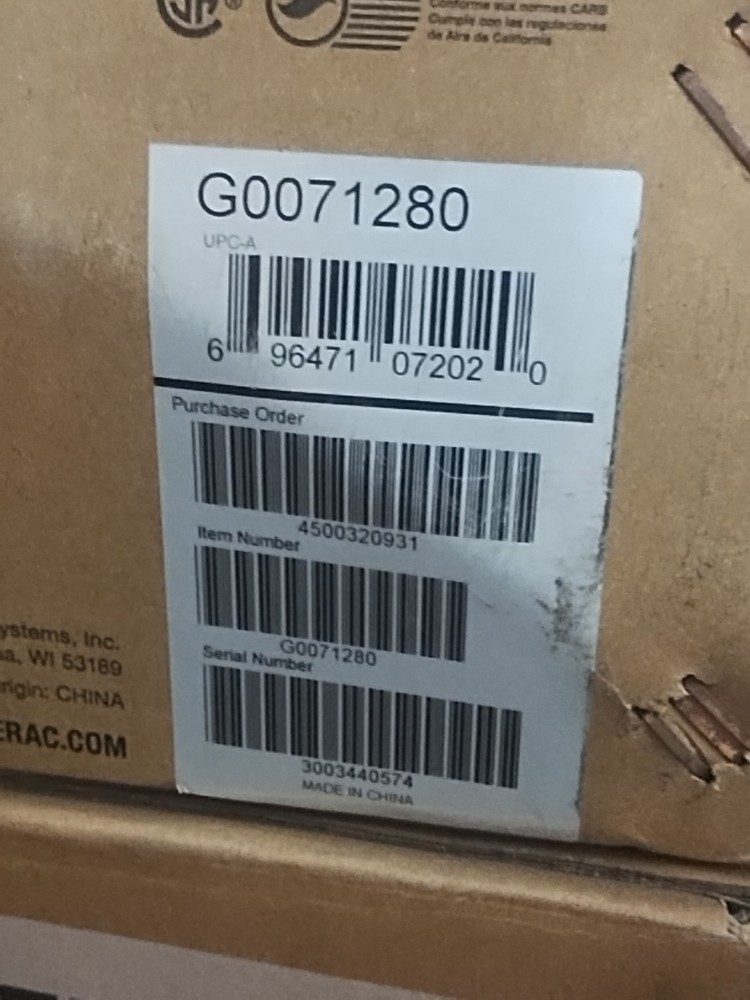 Conforme aux normes CARB
Cumple con las regulaciones
de Aire de California
G0071280
UPC-A
6 96471 07202 0
Purchase Order
4500320931
Item Number
G0071280
Serial Number
3003440574
MADE IN CHINA
ystems, Inc.
a, WI 53189
rigin: CHINA
ERAC.COM